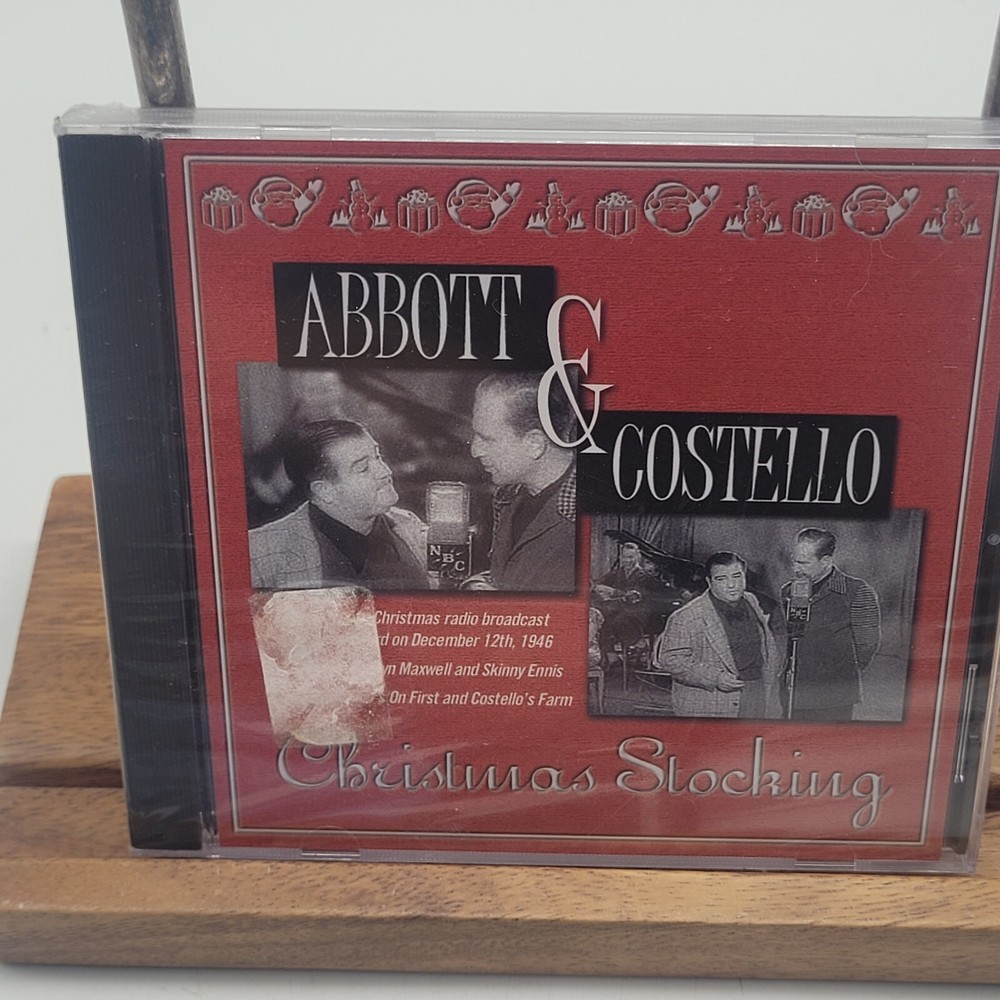 ABBOTT
&
COSTELLO
NBC
NBC
Christmas radio broadcast
on December 12th, 1946
Maxwell and Skinny Ennis
On First and Costello's Farm
Christmas Stocking